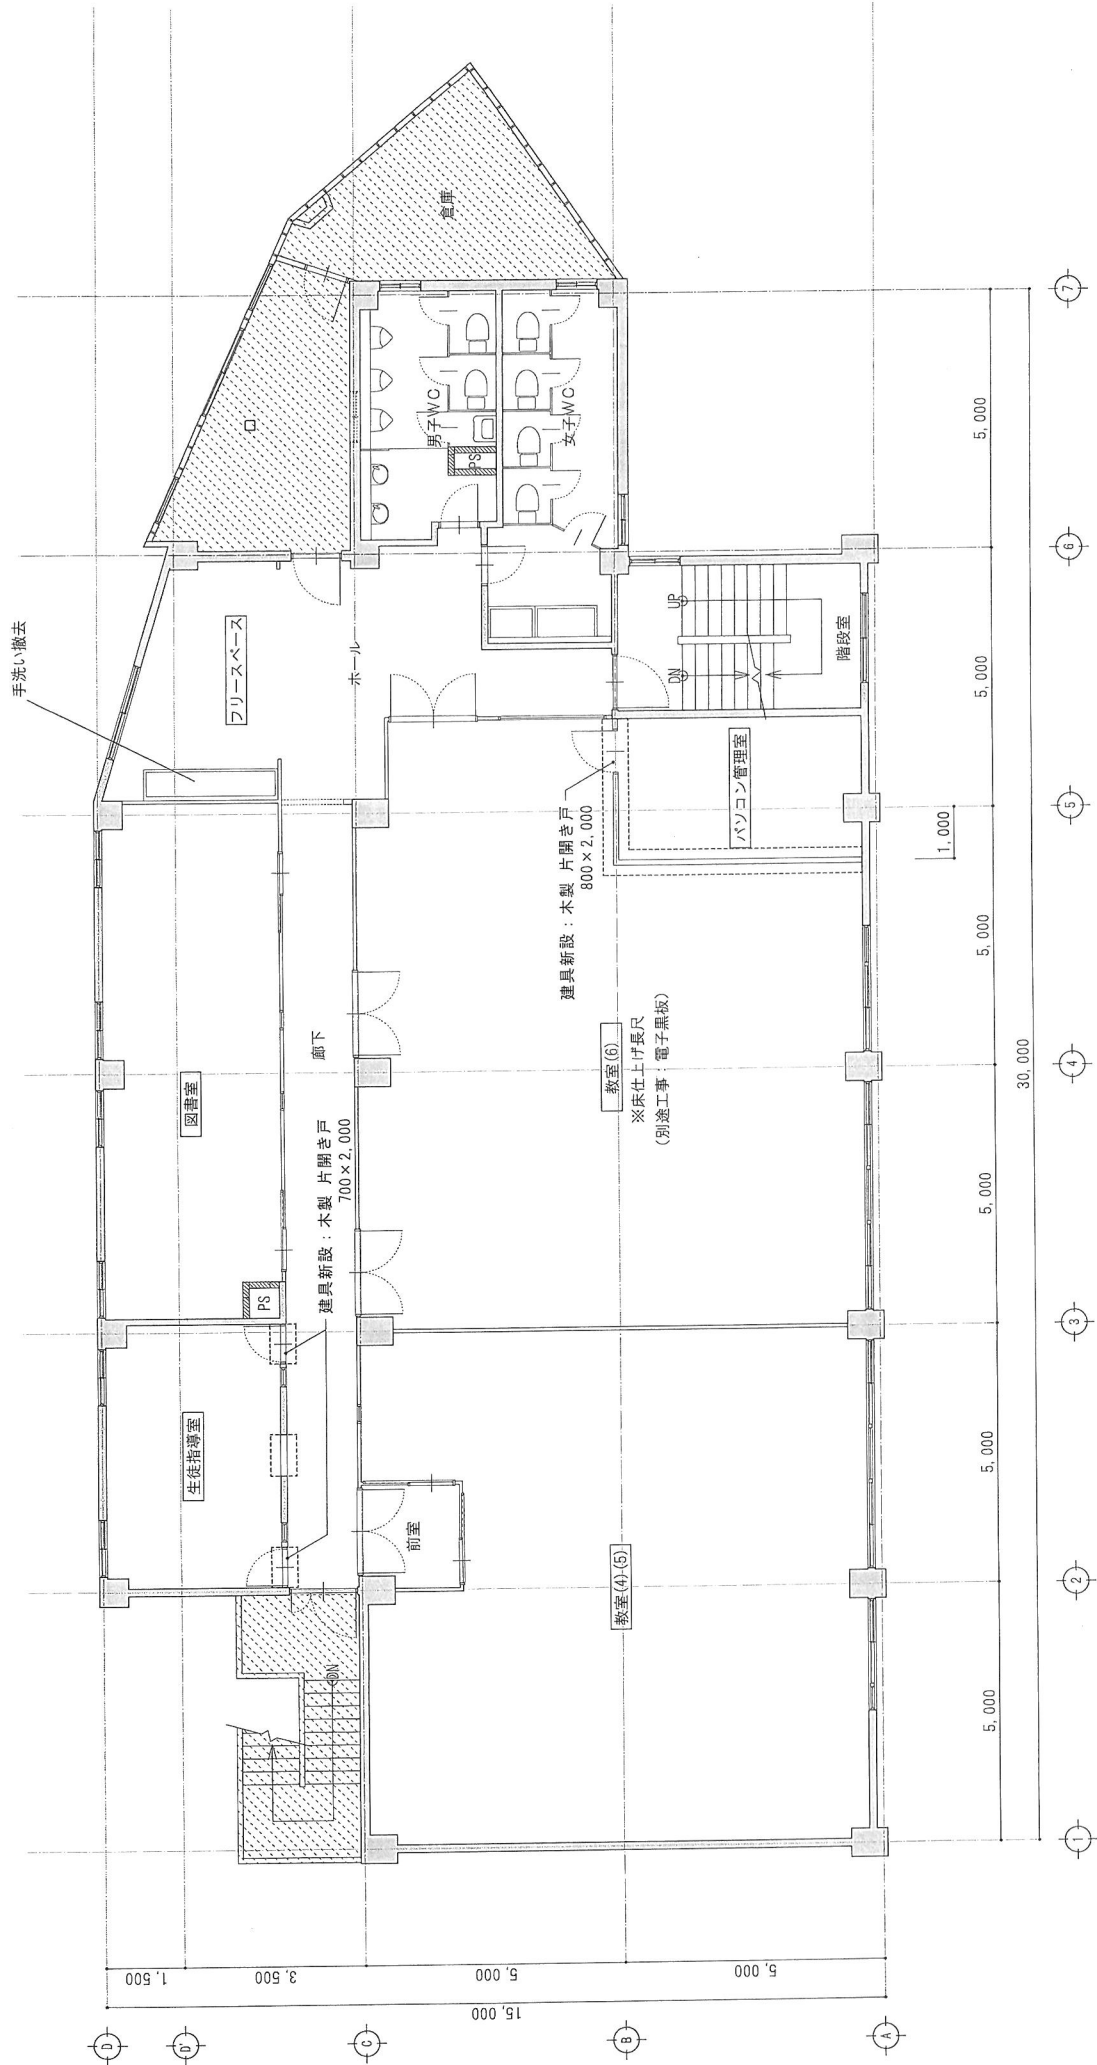 手洗い撤去
フリースペース
ホール
倉庫
男子WC
女子WC
PS
UP
DN
階段室
パソコン管理室
建具新設：木製 片開き戸
800×2,000
図書室
廊下
教室(6)
※床仕上げ長尺
(別途工事：電子黒板)
PS
建具新設：木製 片開き戸
700×2,000
生徒指導室
前室
教室(4)·(5)
DN
1,000
5,000
5,000
5,000
5,000
5,000
5,000
30,000
1,500
3,500
5,000
5,000
15,000
D
D'
C
B
A
1
2
3
4
5
6
7